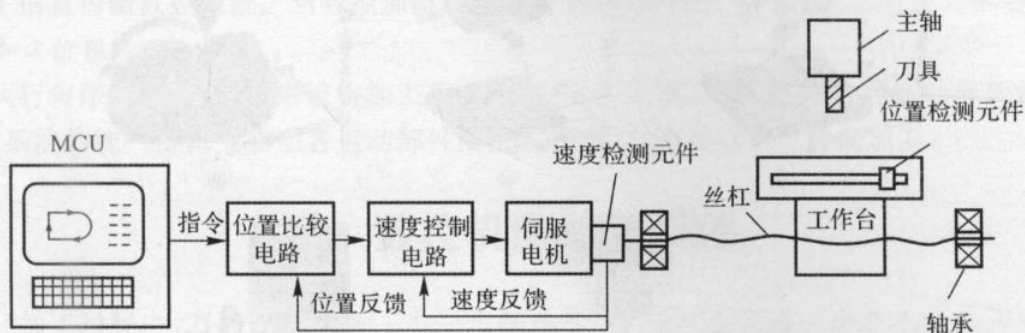 主轴
刀具
位置检测元件
MCU
速度检测元件
丝杠
指令
位置比较
电路
速度控制
电路
伺服
电机
工作台
位置反馈
速度反馈
轴承